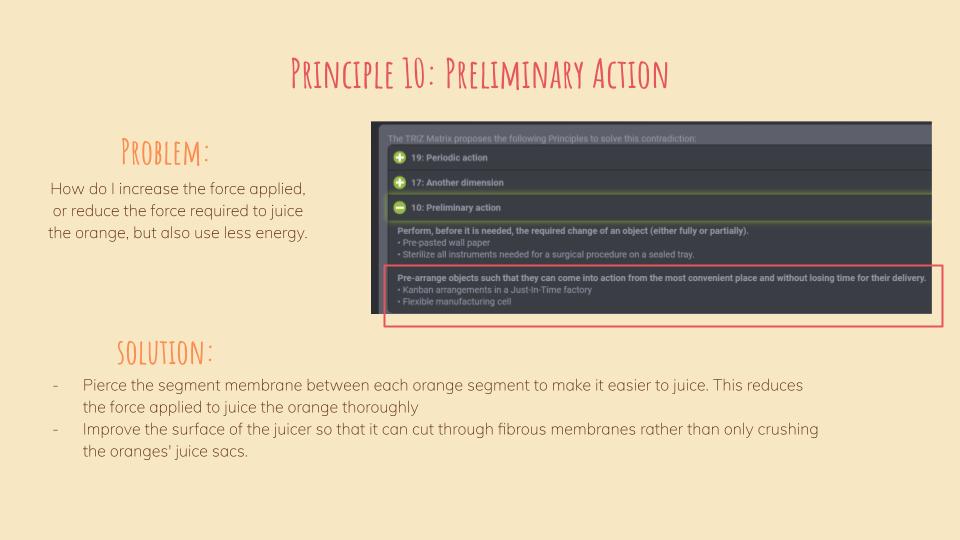 Principle 10: Preliminary Action
Problem:
How do I increase the force applied,
or reduce the force required to juice
the orange, but also use less energy.
The TRIZ Matrix proposes the following Principles to solve this contradiction:
19: Periodic action
17: Another dimension
10: Preliminary action
Perform, before it is needed, the required change of an object (either fully or partially).
• Pre-pasted wall paper
• Sterilize all instruments needed for a surgical procedure on a sealed tray.
Pre-arrange objects such that they can come into action from the most convenient place and without losing time for their delivery.
• Kanban arrangements in a Just-In-Time factory
• Flexible manufacturing cell
solution:
- Pierce the segment membrane between each orange segment to make it easier to juice. This reduces
the force applied to juice the orange thoroughly
- Improve the surface of the juicer so that it can cut through fibrous membranes rather than only crushing
the oranges' juice sacs.